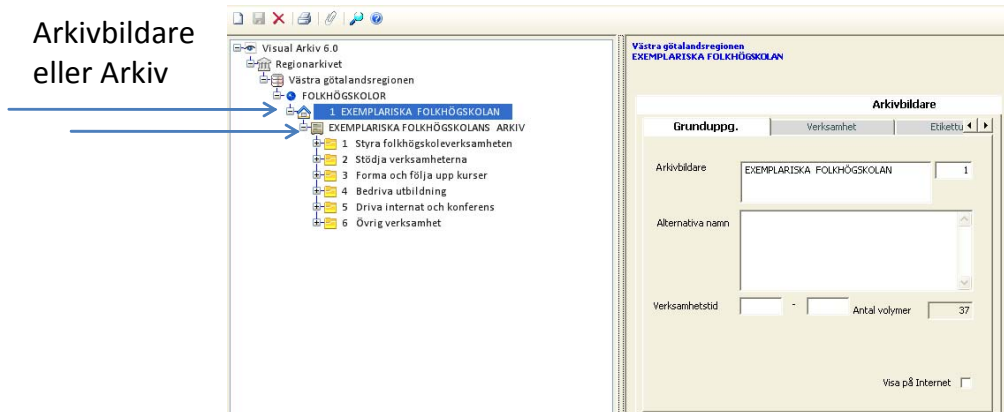 Arkivbildare
eller Arkiv
Visual Arkiv 6.0
Regionarkivet
Västra götalandsregionen
FOLKHÖGSKOLOR
1 EXEMPLARISKA FOLKHÖGSKOLAN
EXEMPLARISKA FOLKHÖGSKOLANS ARKIV
1 Styra folkhögskoleverksamheten
2 Stödja verksamheterna
3 Forma och följa upp kurser
4 Bedriva utbildning
5 Driva internat och konferens
6 Övrig verksamhet
Västra götalandsregionen
EXEMPLARISKA FOLKHÖGSKOLAN
Arkivbildare
Grunduppg. Verksamhet Etikettu
Arkivbildare EXEMPLARISKA FOLKHÖGSKOLAN 1
Alternativa namn
Verksamhetstid - Antal volymer 37
Visa på Internet